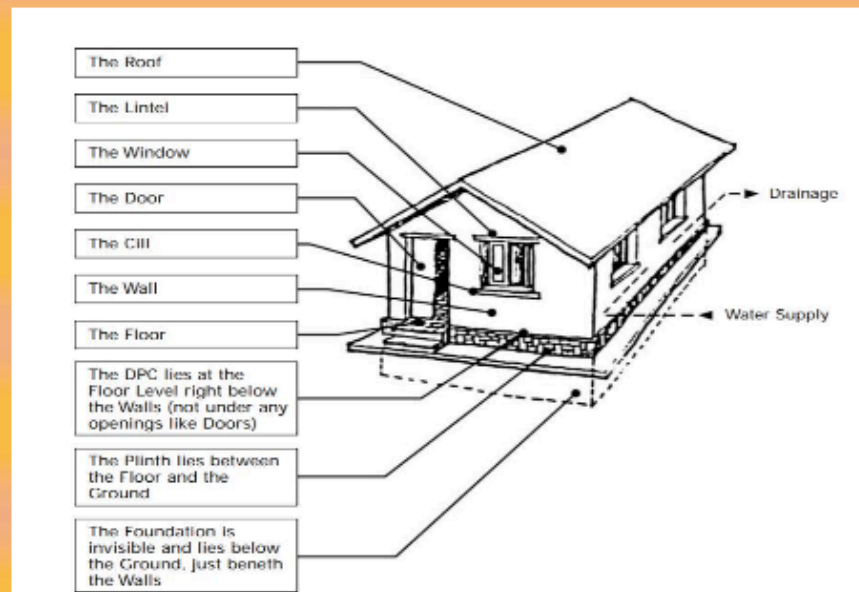 The Roof
The Lintel
The Window
The Door
The Cill
The Wall
The Floor
The DPC lies at the
Floor Level right below
the Walls (not under any
openings like Doors)
The Plinth lies between
the Floor and the
Ground
The Foundation is
invisible and lies below
the Ground, just beneth
the Walls
Drainage
Water Supply